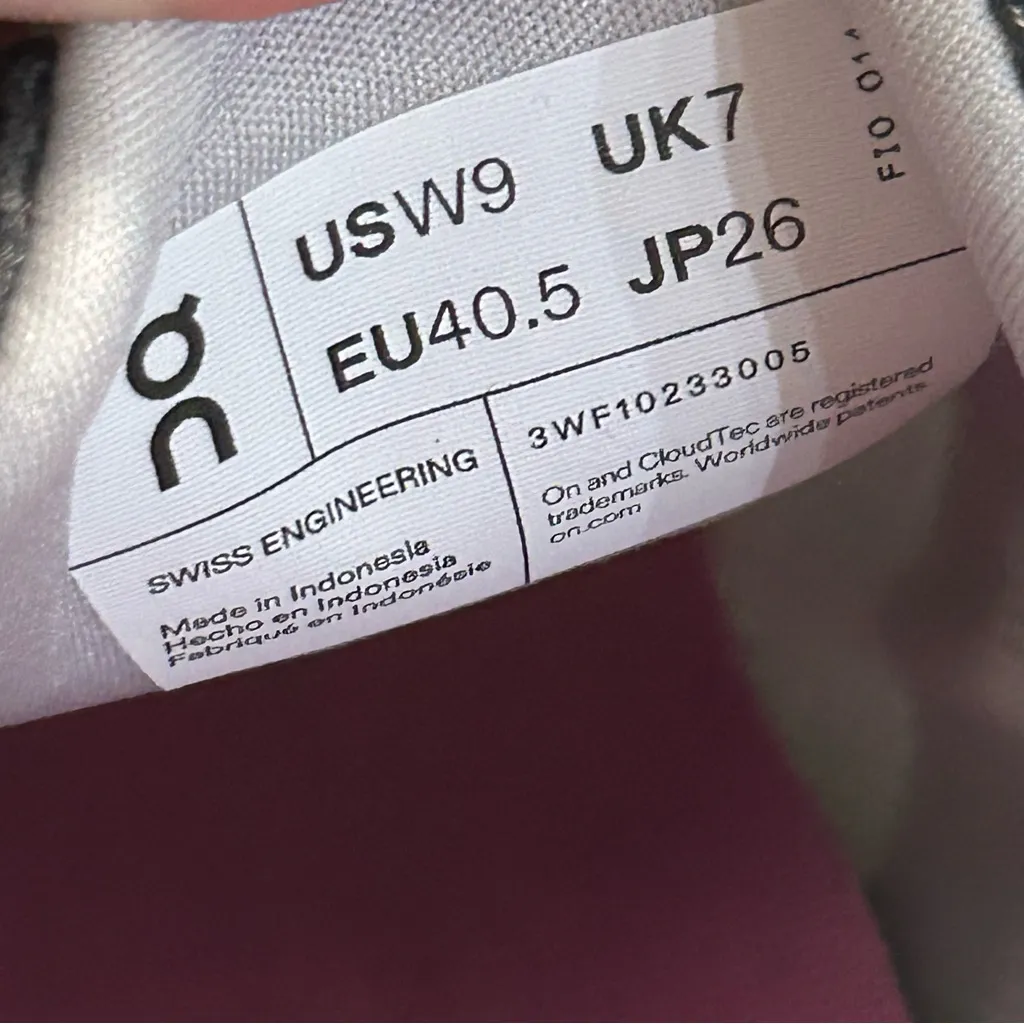 on
USW9 UK7
EU40.5 JP26
F10 01
SWISS ENGINEERING
Made in Indonesia
Hecho en Indonesia
Fabriqué en Indonésie
3WF10233005
On and CloudTec are registered
trademarks. Worldwide patents
on.com